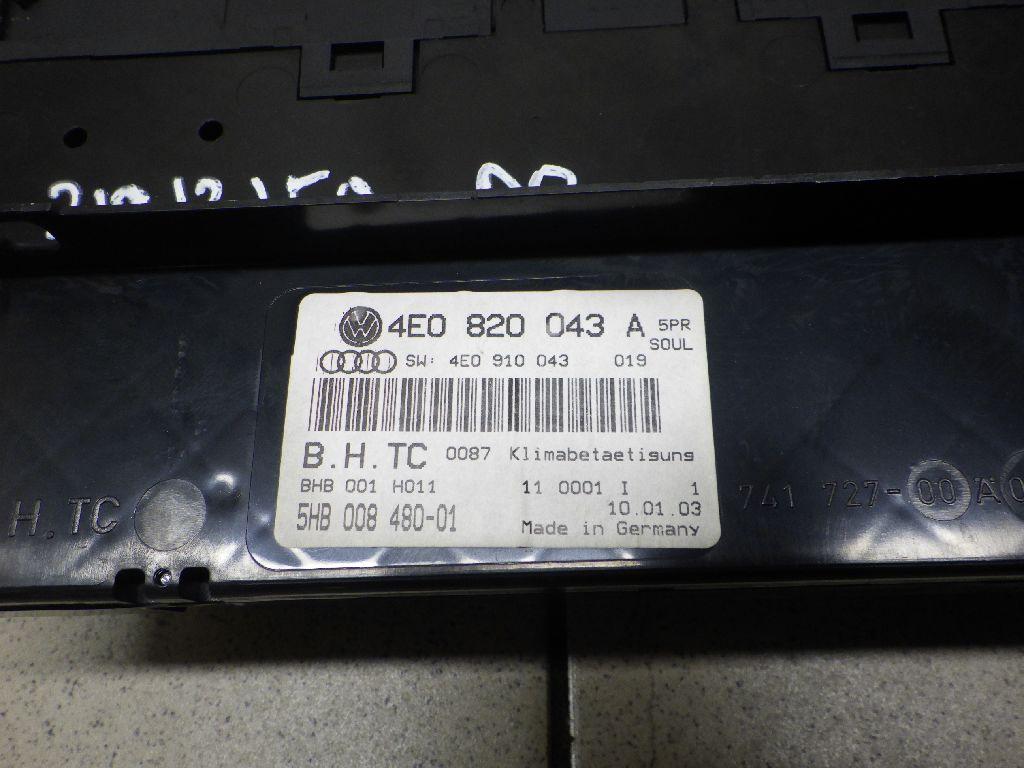 4E0 820 043 A 5PR
SOUL
SW: 4E0 910 043 019
B.H.TC 0087 Klimabetaetisuns
BHB 001 H011 11 0001 I 1
10.01.03
5HB 008 480-01 Made in Germany
H.TC
741 727-00 A0